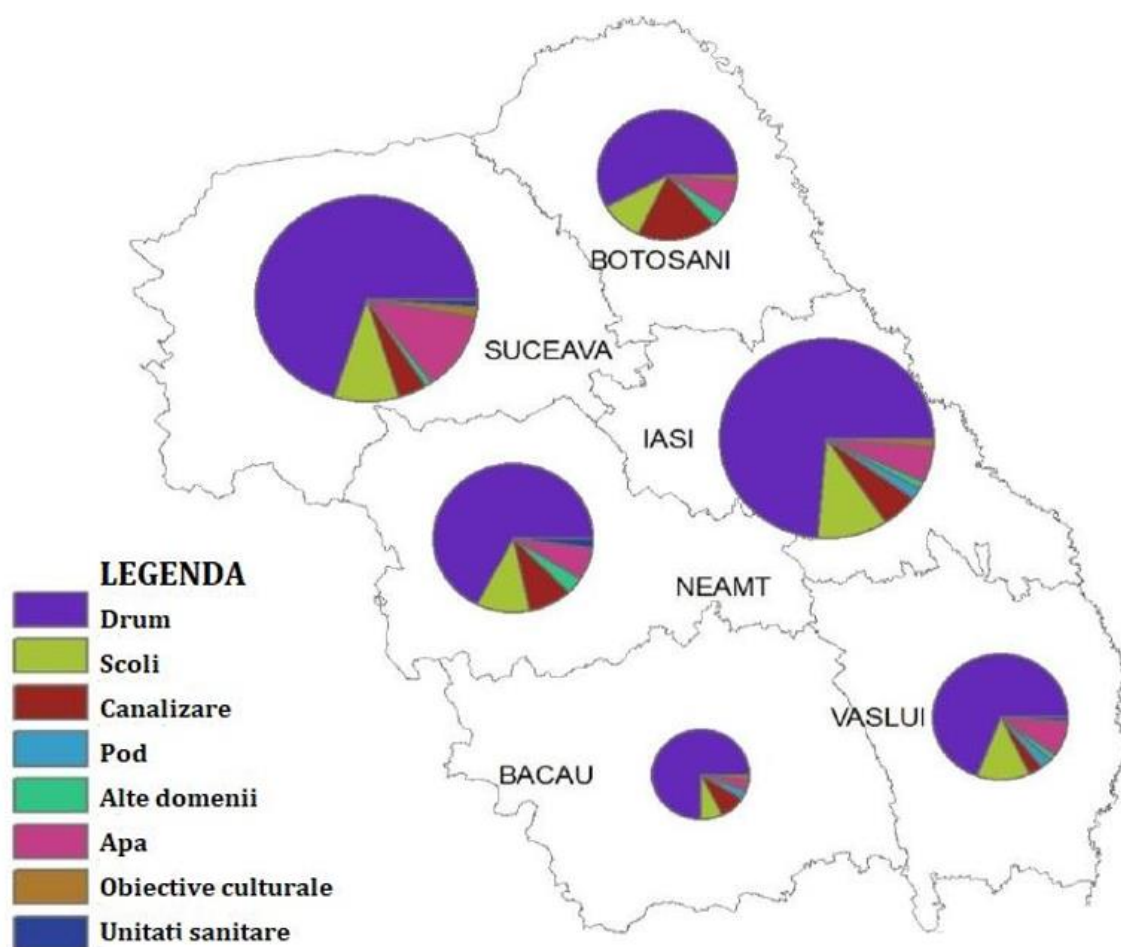 BOTOSANI
SUCEAVA
IASI
NEAMT
VASLUI
BACAU
LEGENDA
Drum
Scoli
Canalizare
Pod
Alte domenii
Apa
Obiective culturale
Unitati sanitare